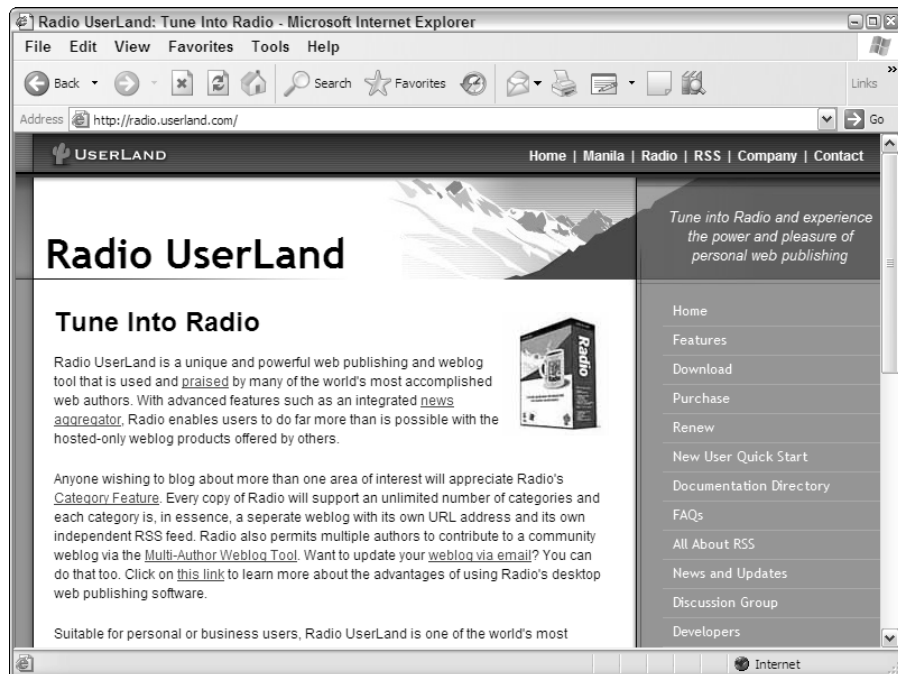 Radio UserLand: Tune Into Radio - Microsoft Internet Explorer
File Edit View Favorites Tools Help
Back Search Favorites Links »
Address http://radio.userland.com/ Go
USERLAND
Home | Manila | Radio | RSS | Company | Contact
Radio UserLand
Tune into Radio and experience
the power and pleasure of
personal web publishing
Tune Into Radio
Radio
Radio UserLand is a unique and powerful web publishing and weblog
tool that is used and praised by many of the world's most accomplished
web authors. With advanced features such as an integrated news
aggregator, Radio enables users to do far more than is possible with the
hosted-only weblog products offered by others.
Anyone wishing to blog about more than one area of interest will appreciate Radio's
Category Feature. Every copy of Radio will support an unlimited number of categories and
each category is, in essence, a seperate weblog with its own URL address and its own
independent RSS feed. Radio also permits multiple authors to contribute to a community
weblog via the Multi-Author Weblog Tool. Want to update your weblog via email? You can
do that too. Click on this link to learn more about the advantages of using Radio's desktop
web publishing software.
Suitable for personal or business users, Radio UserLand is one of the world's most
Home
Features
Download
Purchase
Renew
New User Quick Start
Documentation Directory
FAQs
All About RSS
News and Updates
Discussion Group
Developers
Internet